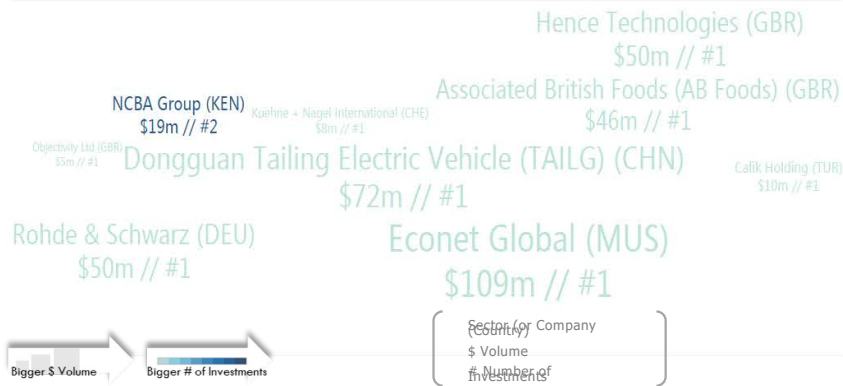 Hence Technologies (GBR)
$50m // #1
Associated British Foods (AB Foods) (GBR)
$46m // #1
NCBA Group (KEN)
$19m // #2
Kuehne + Nagel International (CHE)
$8m // #1
Objectivity Ltd (GBR)
$5m // #1
Dongguan Tailing Electric Vehicle (TAILG) (CHN)
$72m // #1
Calik Holding (TUR)
$10m // #1
Rohde & Schwarz (DEU)
$50m // #1
Econet Global (MUS)
$109m // #1
Sector (or Company
(Country)
$ Volume
# Number of
Investments
Bigger $ Volume
Bigger # of Investments